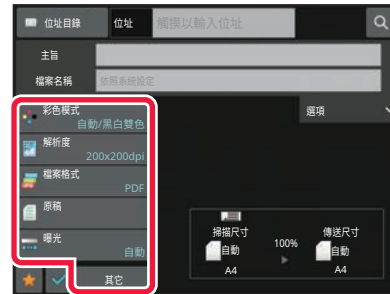 位址目錄 位址 觸摸以輸入位址
主旨
檔案名稱 依照系統設定
彩色模式
自動/黑白雙色
選項
解析度
200x200dpi
檔案格式
PDF
原稿
曝光
自動
其它
掃描尺寸
自動
A4
100%
傳送尺寸
自動
A4